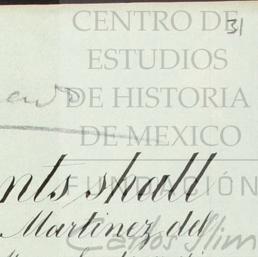 31
CENTRO DE
ESTUDIOS
DE HISTORIA
DE MEXICO
nts shall
FUNDACIÓN
Martinez del
Carlos Slim